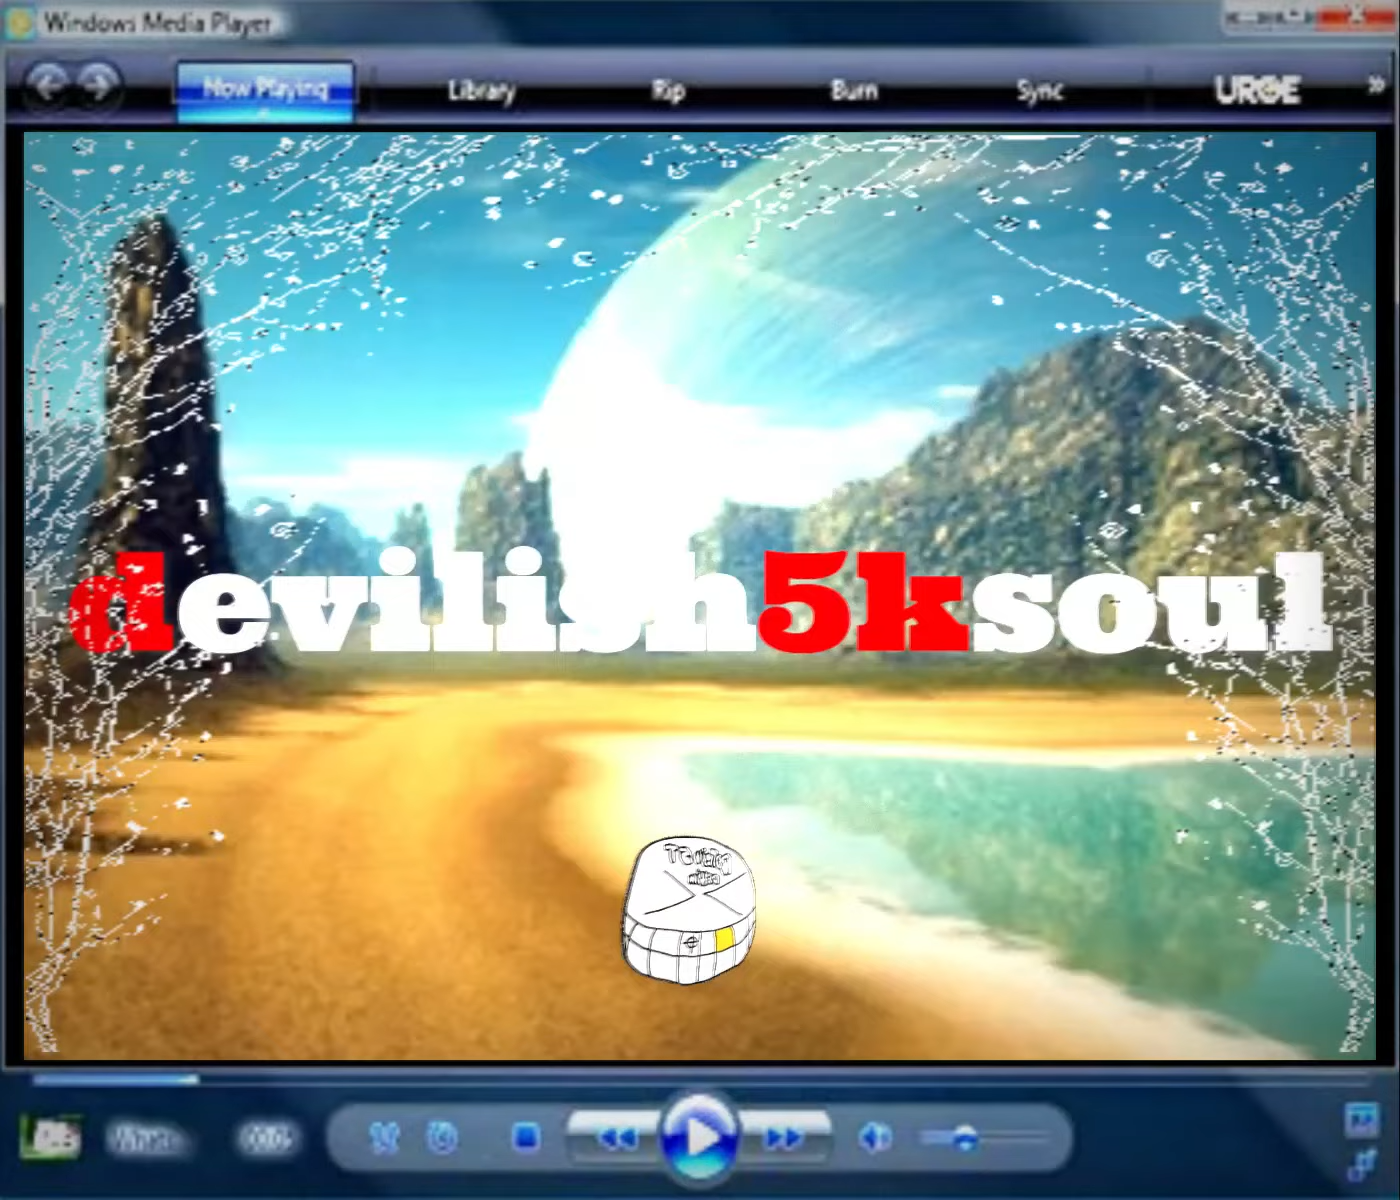 Windows Media Player
Now Playing
Library
Rip
Burn
Sync
URGE
devilish5ksoul